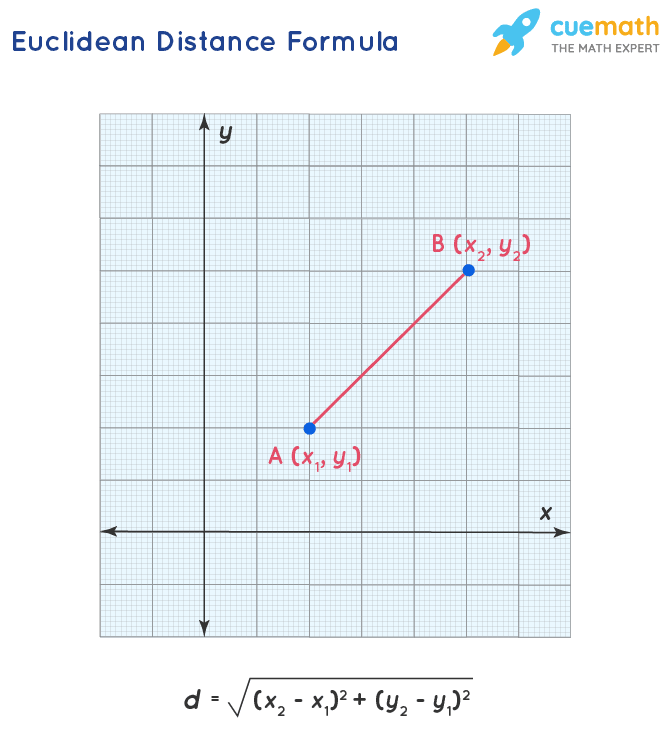 Euclidean Distance Formula
cuemath
THE MATH EXPERT
y
B (x₂, y₂)
A (x₁, y₁)
x
d = √(x₂ - x₁)² + (y₂ - y₁)²